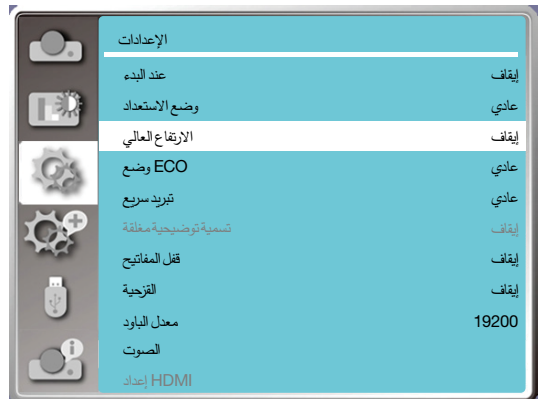 الإعدادات
عند البدء إيقاف
وضع الاستعداد عادي
الارتفاع العالي إيقاف
ECO وضع عادي
تبريد سريع عادي
تسمية توضيحية مغلقة إيقاف
قفل المفاتيح إيقاف
القزحية إيقاف
معدل الباود 19200
الصوت
HDMI إعداد